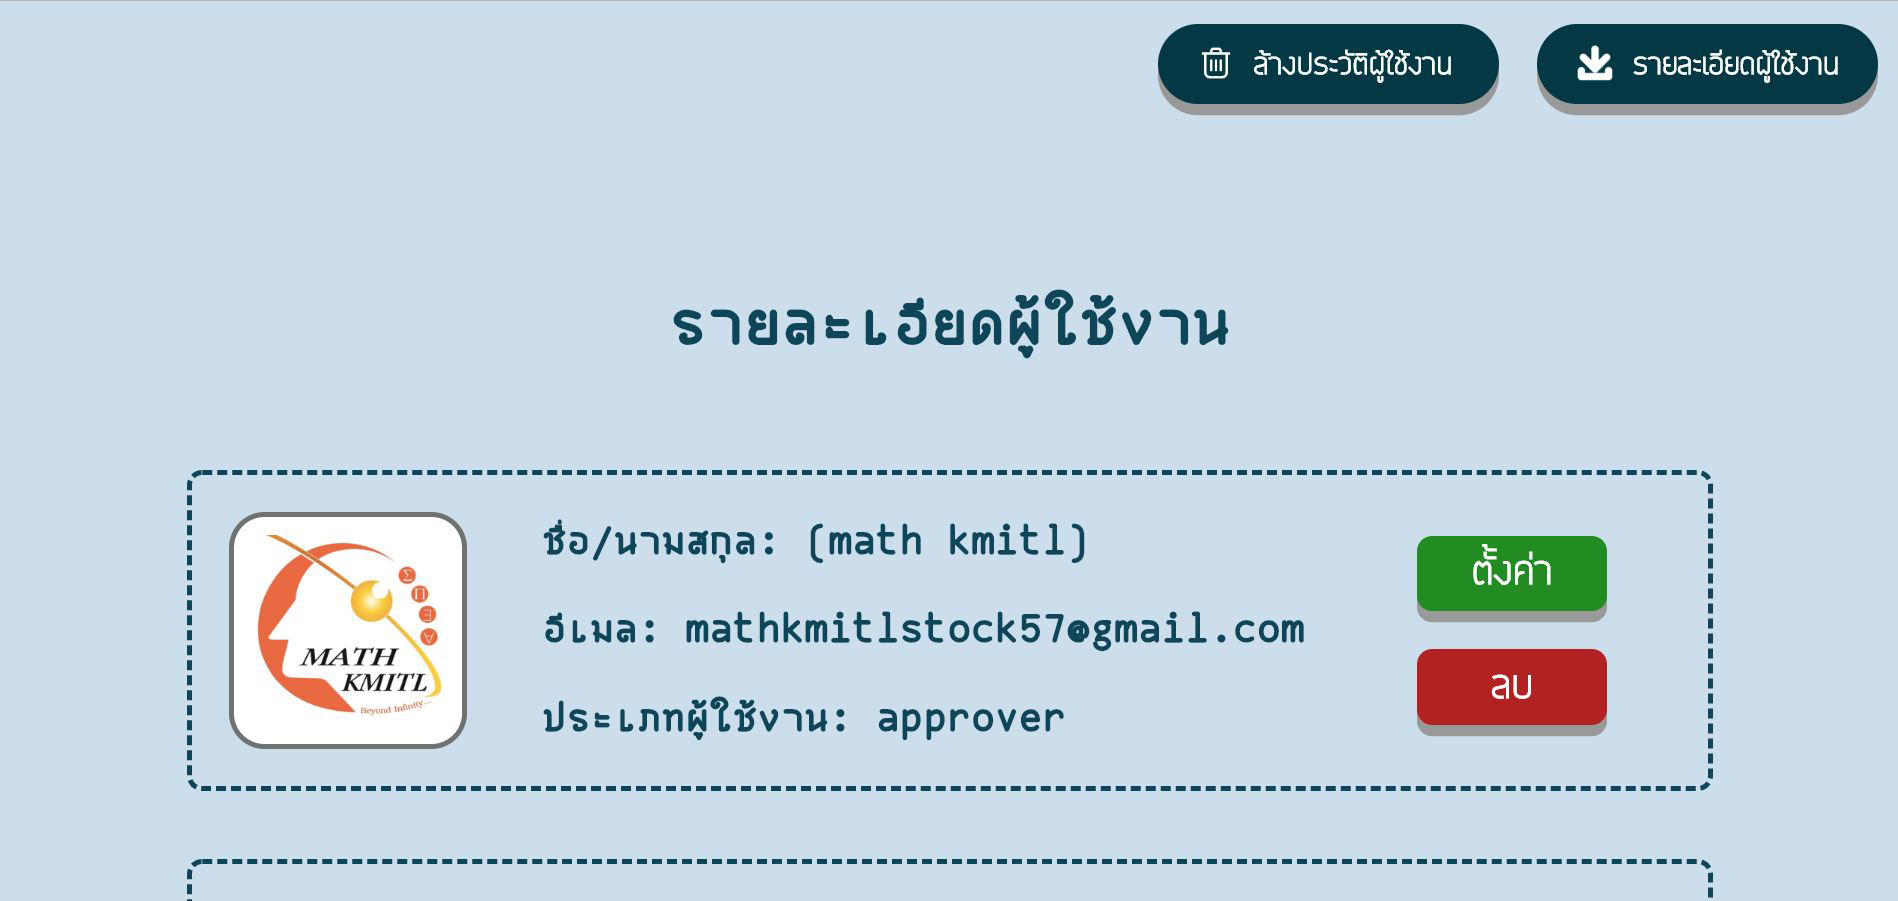 ล้างประวัติผู้ใช้งาน
รายละเอียดผู้ใช้งาน
รายละเอียดผู้ใช้งาน
ชื่อ/นามสกุล: (math kmitl)
อีเมล: mathkmitlstock57@gmail.com
ประเภทผู้ใช้งาน: approver
ตั้งค่า
ลบ
Σ
Π
Ξ
A
MATH
KMITL
Beyond Infinity...